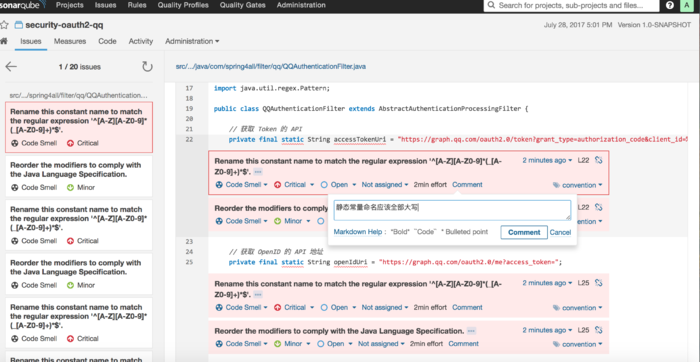 sonarqube Projects Issues Rules Quality Profiles Quality Gates Administration Search for projects, sub-projects and files... ? A
security-oauth2-qq July 28, 2017 5:01 PM Version 1.0-SNAPSHOT
Issues Measures Code Activity Administration
1 / 20 issues src/.../java/com/spring4all/filter/qq/QQAuthenticationFilter.java
src/.../spring4all/filter/qq/QQAuthentication...
Rename this constant name to match
the regular expression '^[A-Z][A-Z0-9]*
(_[A-Z0-9]+)*$'.
Code Smell Critical
Reorder the modifiers to comply with
the Java Language Specification.
Code Smell Minor
Rename this constant name to match
the regular expression '^[A-Z][A-Z0-9]*
(_[A-Z0-9]+)*$'.
Code Smell Critical
Reorder the modifiers to comply with
the Java Language Specification.
Code Smell Minor
Rename this constant name to match
the regular expression '^[A-Z][A-Z0-9]*
(_[A-Z0-9]+)*$'.
Code Smell Critical
Reorder the modifiers to comply with
17 import java.util.regex.Pattern;
18
19 public class QQAuthenticationFilter extends AbstractAuthenticationProcessingFilter {
20
21 // 获取 Token 的 API
22 private final static String accessTokenUri = "https://graph.qq.com/oauth2.0/token?grant_type=authorization_code&client_id=
Rename this constant name to match the regular expression '^[A-Z][A-Z0-9]*(_[A-
Z0-9]+)*$'. 2 minutes ago L22
Code Smell Critical Open Not assigned 2min effort Comment convention
Reorder the modifiers to comply L22
Code Smell Minor
静态常量命名应该全部大写
Markdown Help : *Bold* ``Code`` * Bulleted point Comment Cancel
23
24 // 获取 OpenID 的 API 地址
25 private final static String openIdUri = "https://graph.qq.com/oauth2.0/me?access_token=";
Rename this constant name to match the regular expression '^[A-Z][A-Z0-9]*(_[A-
Z0-9]+)*$'. 2 minutes ago L25
Code Smell Critical Open Not assigned 2min effort Comment convention
Reorder the modifiers to comply with the Java Language Specification. 2 minutes ago L25
Code Smell Minor Open Not assigned 2min effort Comment convention